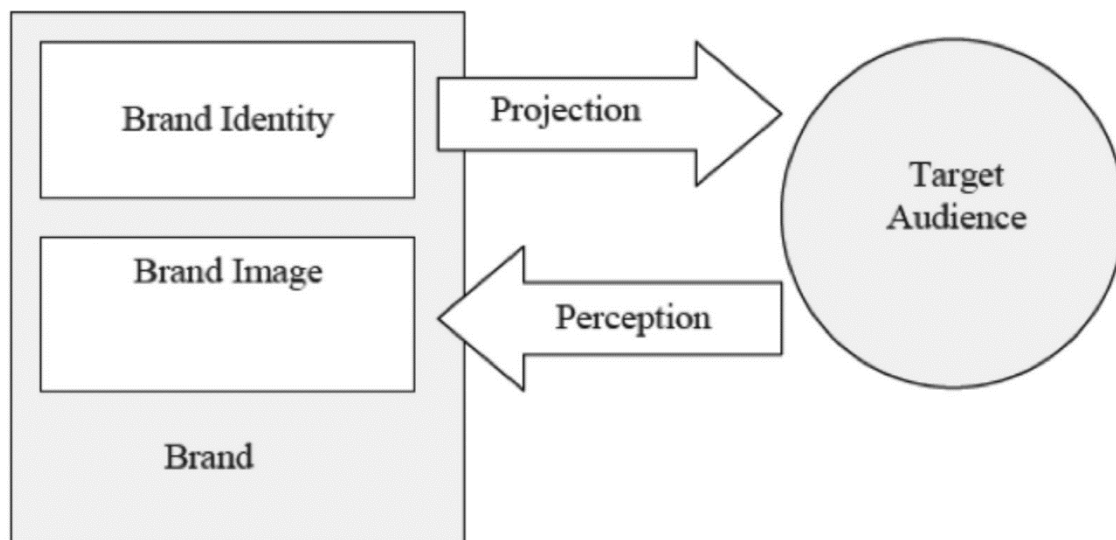 Brand Identity
Projection
Target
Audience
Brand Image
Perception
Brand